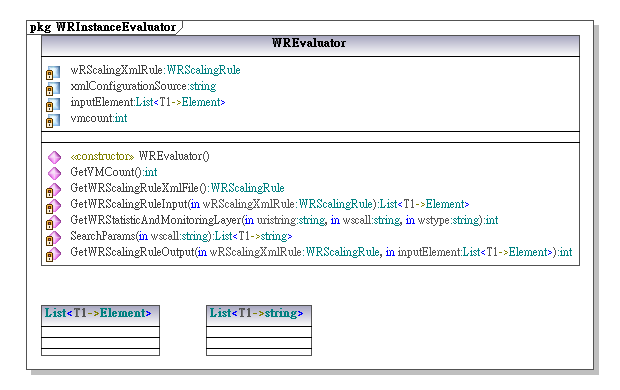 pkg WRInstanceEvaluator
WREvaluator
wRScalingXmlRule:WRScalingRule
xmlConfigurationSource:string
inputElement:List<T1->Element>
vmcount:int
«constructor» WREvaluator()
GetVMCount():int
GetWRScalingRuleXmlFile():WRScalingRule
GetWRScalingRuleInput(in wRScalingXmlRule:WRScalingRule):List<T1->Element>
GetWRStatisticAndMonitoringLayer(in uristring:string, in wscall:string, in wstype:string):int
SearchParams(in wscall:string):List<T1->string>
GetWRScalingRuleOutput(in wRScalingXmlRule:WRScalingRule, in inputElement:List<T1->Element>):int
List<T1->Element> List<T1->string>